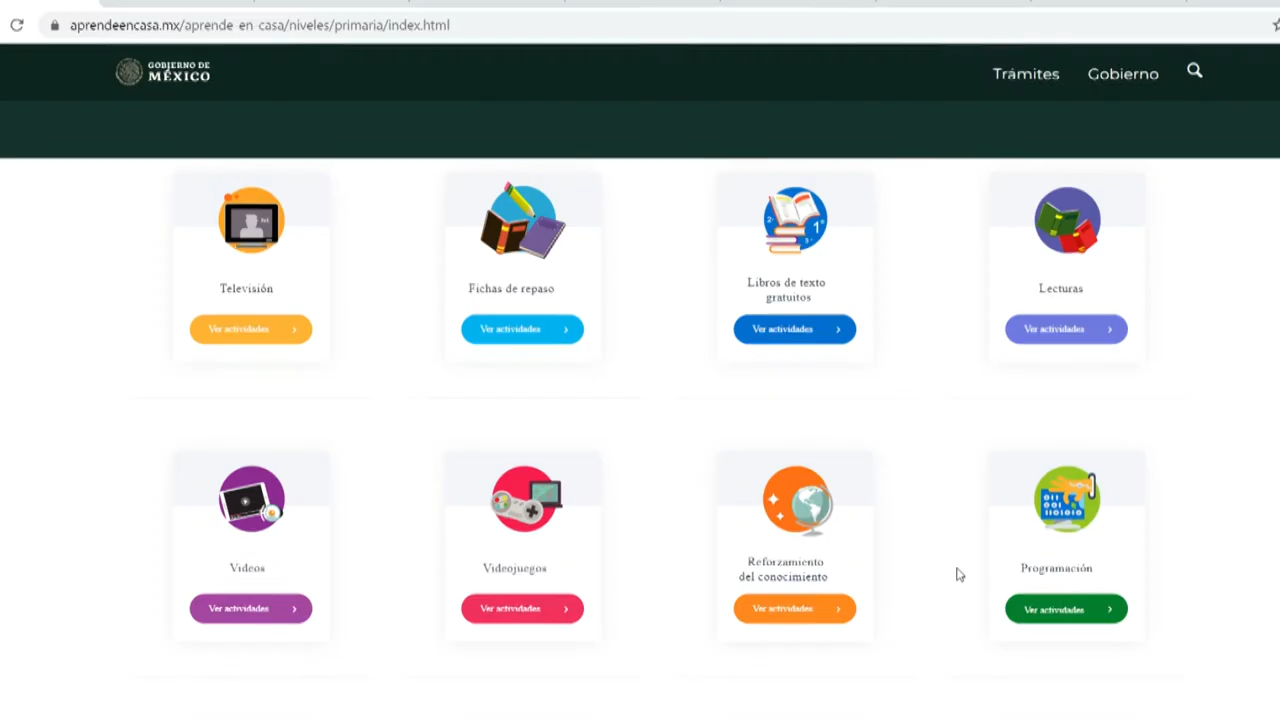 aprendeencasa.mx/aprende-en-casa/niveles/primaria/index.html
GOBIERNO DE
MÉXICO
Trámites
Gobierno
Televisión
Fichas de repaso
Libros de texto
gratuitos
Lecturas
Ver actividades
Ver actividades
Ver actividades
Ver actividades
Videos
Videojuegos
Reforzamiento
del conocimiento
Programación
Ver actividades
Ver actividades
Ver actividades
Ver actividades